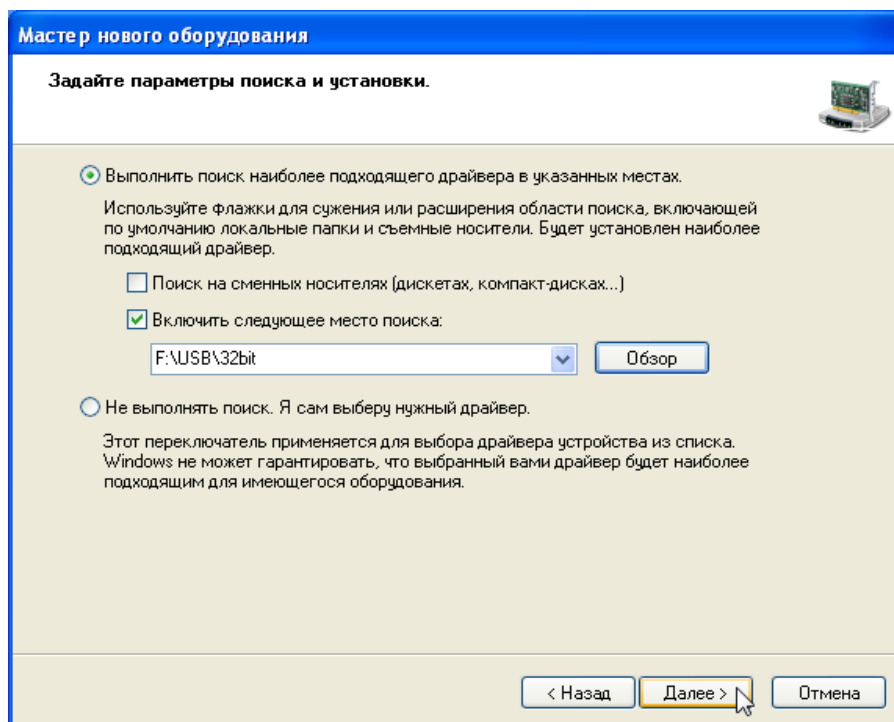 Мастер нового оборудования
Задайте параметры поиска и установки.
Выполнить поиск наиболее подходящего драйвера в указанных местах.
Используйте флажки для сужения или расширения области поиска, включающей
по умолчанию локальные папки и съемные носители. Будет установлен наиболее
подходящий драйвер.
Поиск на сменных носителях (дискетах, компакт-дисках...)
Включить следующее место поиска:
F:\USB\32bit
Обзор
Не выполнять поиск. Я сам выберу нужный драйвер.
Этот переключатель применяется для выбора драйвера устройства из списка.
Windows не может гарантировать, что выбранный вами драйвер будет наиболее
подходящим для имеющегося оборудования.
< Назад
Далее >
Отмена